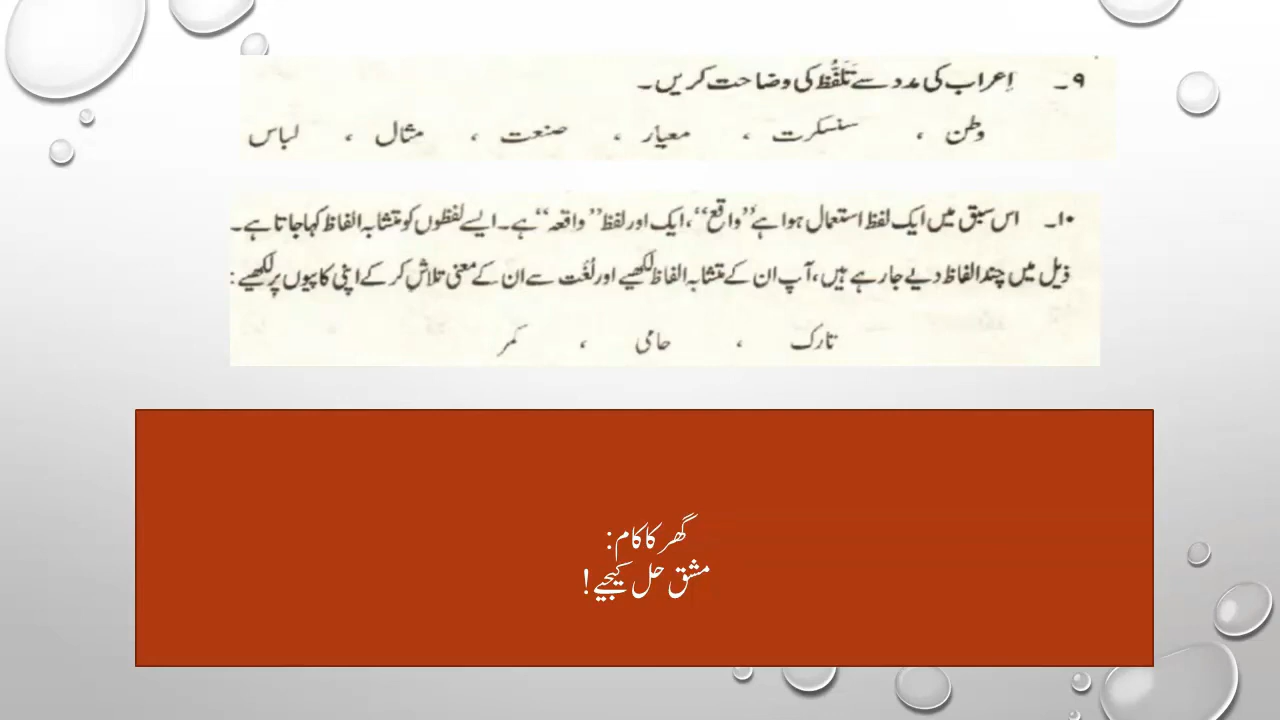 ۹۔ اِعراب کی مدد سے تَلَفُّظ کی وضاحت کریں۔
وطن ، سنسکرت ، معیار ، صنعت ، مثال ، لباس
۱۰۔ اس سبق میں ایک لفظ استعمال ہوا ہے ”واقع“، ایک اور لفظ ”واقعہ“ ہے۔ ایسے لفظوں کو متشابہ الفاظ کہا جاتا ہے۔
ذیل میں چند الفاظ دیے جا رہے ہیں، آپ ان کے متشابہ الفاظ لکھیے اور لُغَت سے ان کے معنی تلاش کر کے اپنی کاپیوں پر لکھیے:
تارک ، حامی ، کمر
گھر کا کام:
مشق حل کیجیے!